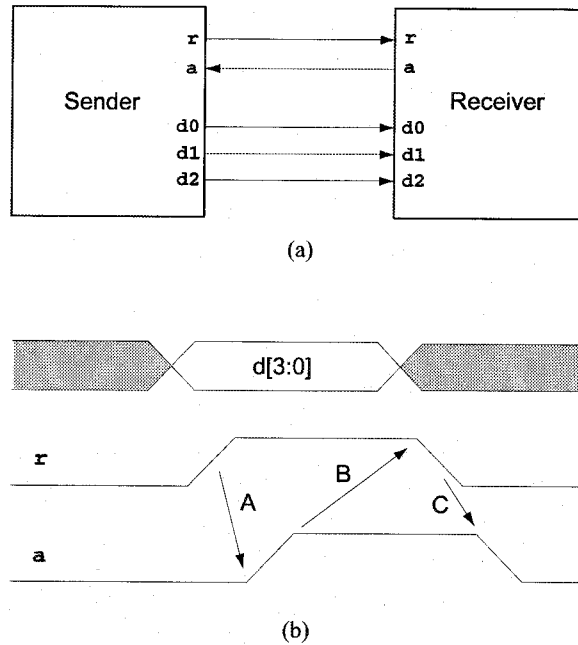 r r
a a
Sender Receiver
d0 d0
d1 d1
d2 d2
(a)
d[3:0]
r
A B C
a
(b)